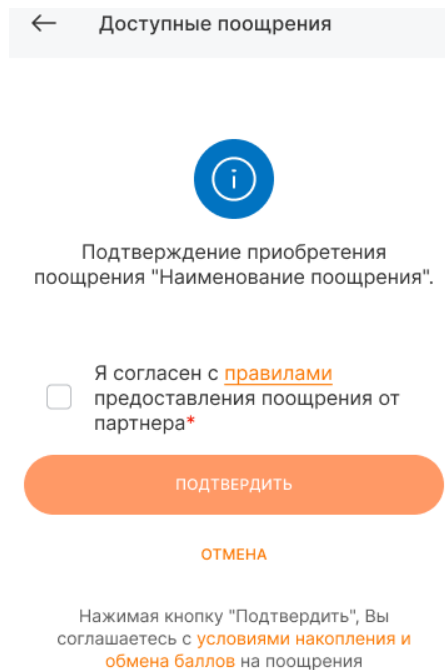 Доступные поощрения
Подтверждение приобретения
поощрения "Наименование поощрения".
Я согласен с правилами
предоставления поощрения от
партнера*
ПОДТВЕРДИТЬ
ОТМЕНА
Нажимая кнопку "Подтвердить", Вы
соглашаетесь с условиями накопления и
обмена баллов на поощрения